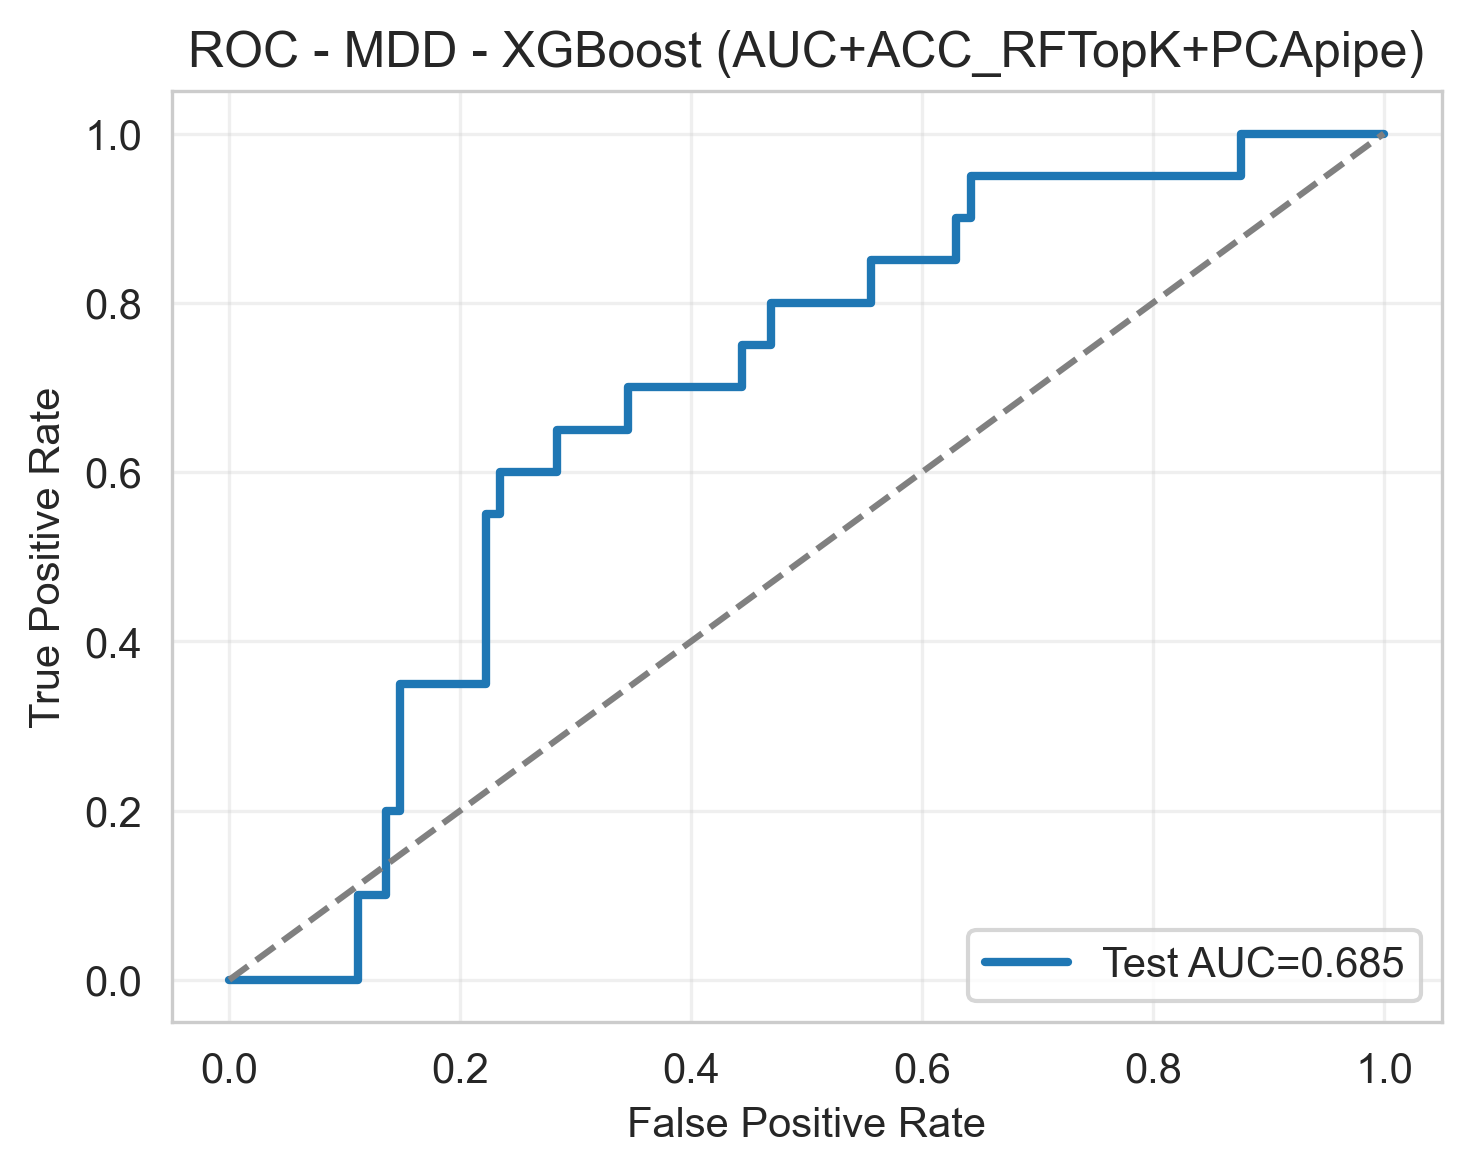 ROC - MDD - XGBoost (AUC+ACC_RFTopK+PCApipe)
True Positive Rate
1.0
0.8
0.6
0.4
0.2
0.0
Test AUC=0.685
0.0 0.2 0.4 0.6 0.8 1.0
False Positive Rate